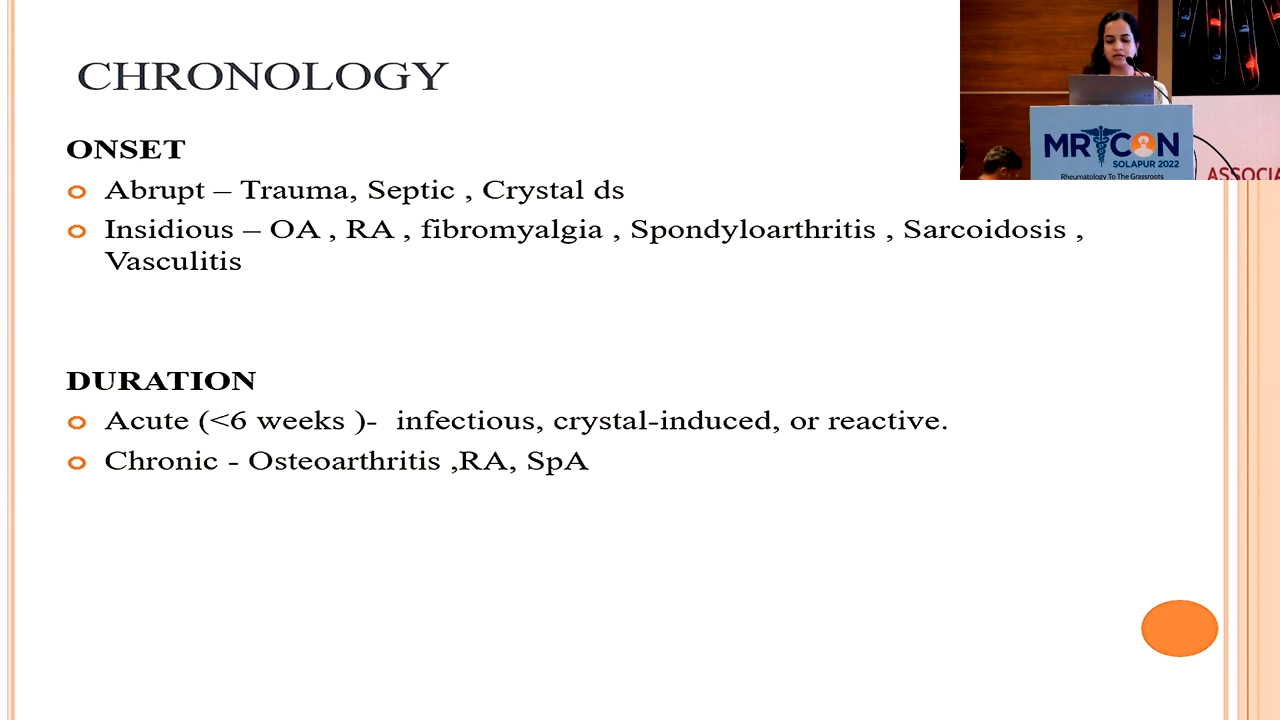 CHRONOLOGY
ONSET
Abrupt – Trauma, Septic , Crystal ds
Insidious – OA , RA , fibromyalgia , Spondyloarthritis , Sarcoidosis ,
Vasculitis
DURATION
Acute (<6 weeks )-  infectious, crystal-induced, or reactive.
Chronic - Osteoarthritis ,RA, SpA
MR CON
SOLAPUR 2022
Rheumatology To The Grassroots